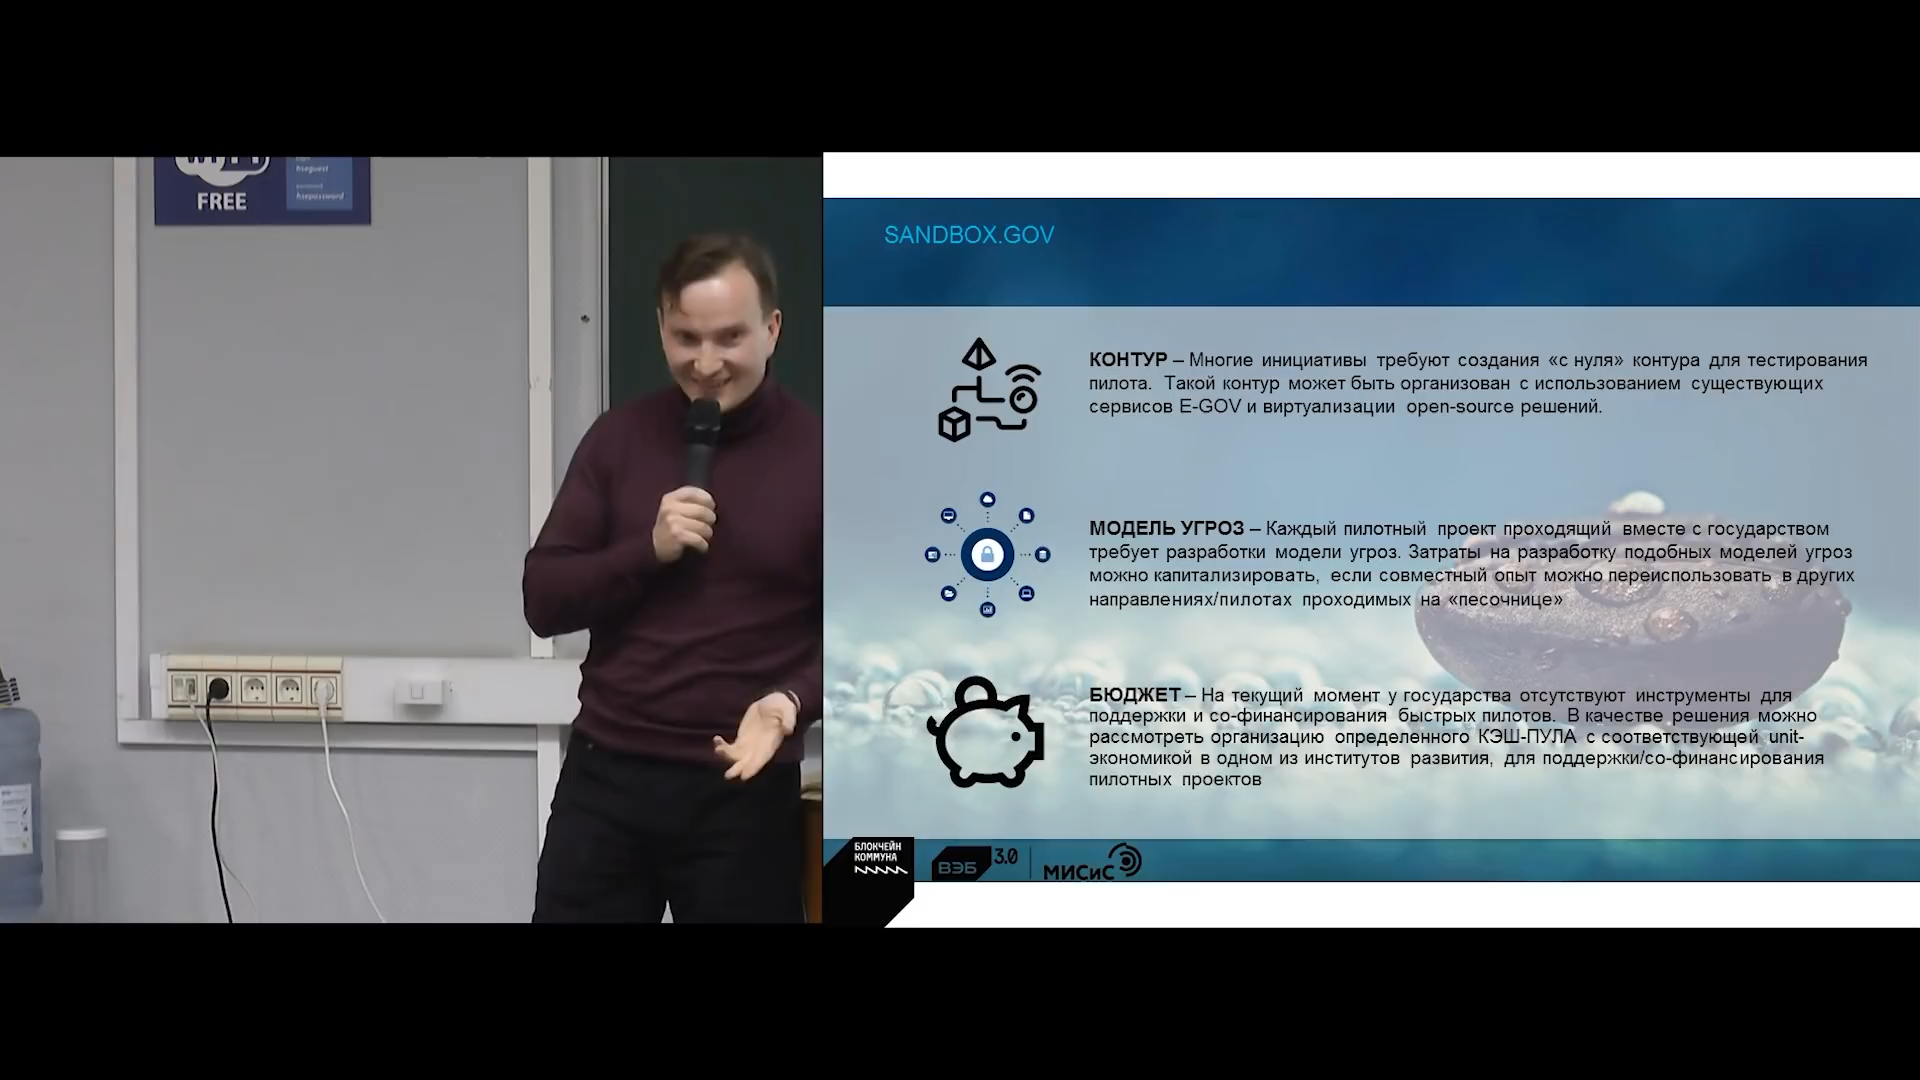 FREE
hseguest
password
hsepassword
SANDBOX.GOV
КОНТУР – Многие инициативы требуют создания «с нуля» контура для тестирования
пилота. Такой контур может быть организован с использованием существующих
сервисов E-GOV и виртуализации open-source решений.
МОДЕЛЬ УГРОЗ – Каждый пилотный проект проходящий вместе с государством
требует разработки модели угроз. Затраты на разработку подобных моделей угроз
можно капитализировать, если совместный опыт можно переиспользовать в других
направлениях/пилотах проходимых на «песочнице»
БЮДЖЕТ – На текущий момент у государства отсутствуют инструменты для
поддержки и со-финансирования быстрых пилотов. В качестве решения можно
рассмотреть организацию определенного КЭШ-ПУЛА с соответствующей unit-
экономикой в одном из институтов развития, для поддержки/со-финансирования
пилотных проектов
БЛОКЧЕЙН
КОММУНА
ВЭБ 3.0
МИСиС